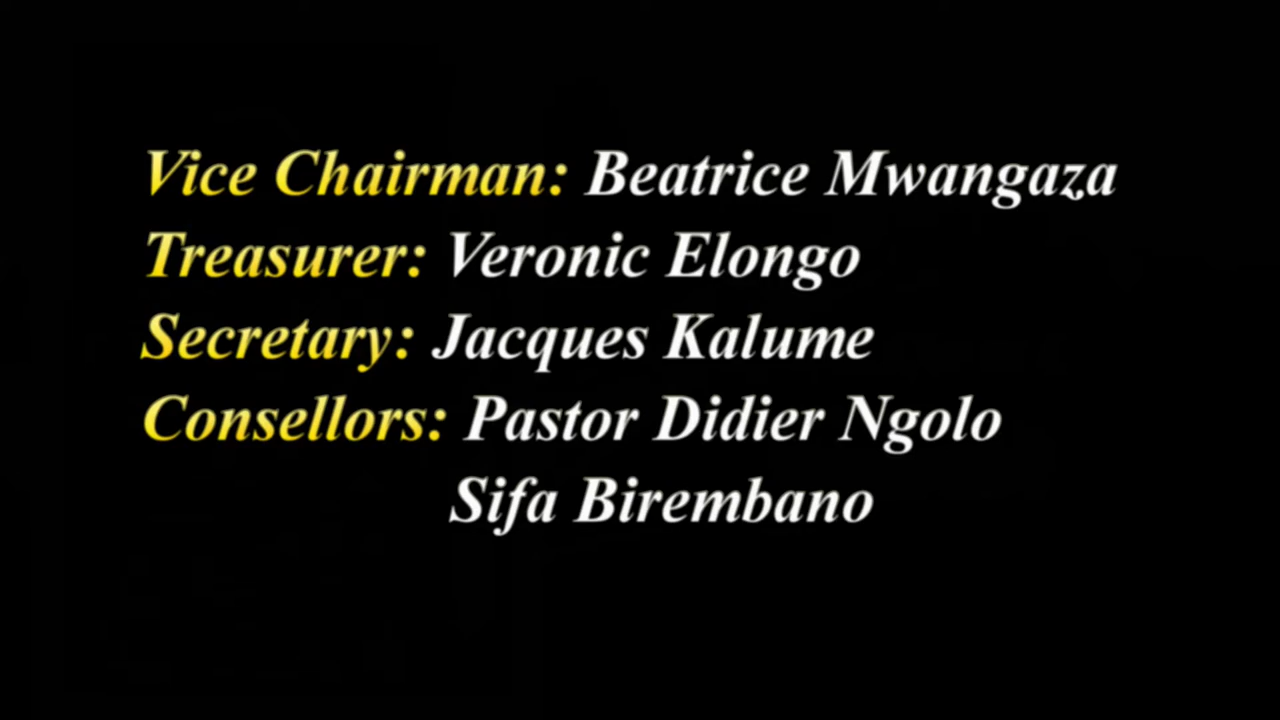 Vice Chairman: Beatrice Mwangaza
Treasurer: Veronic Elongo
Secretary: Jacques Kalume
Consellors: Pastor Didier Ngolo
Sifa Birembano